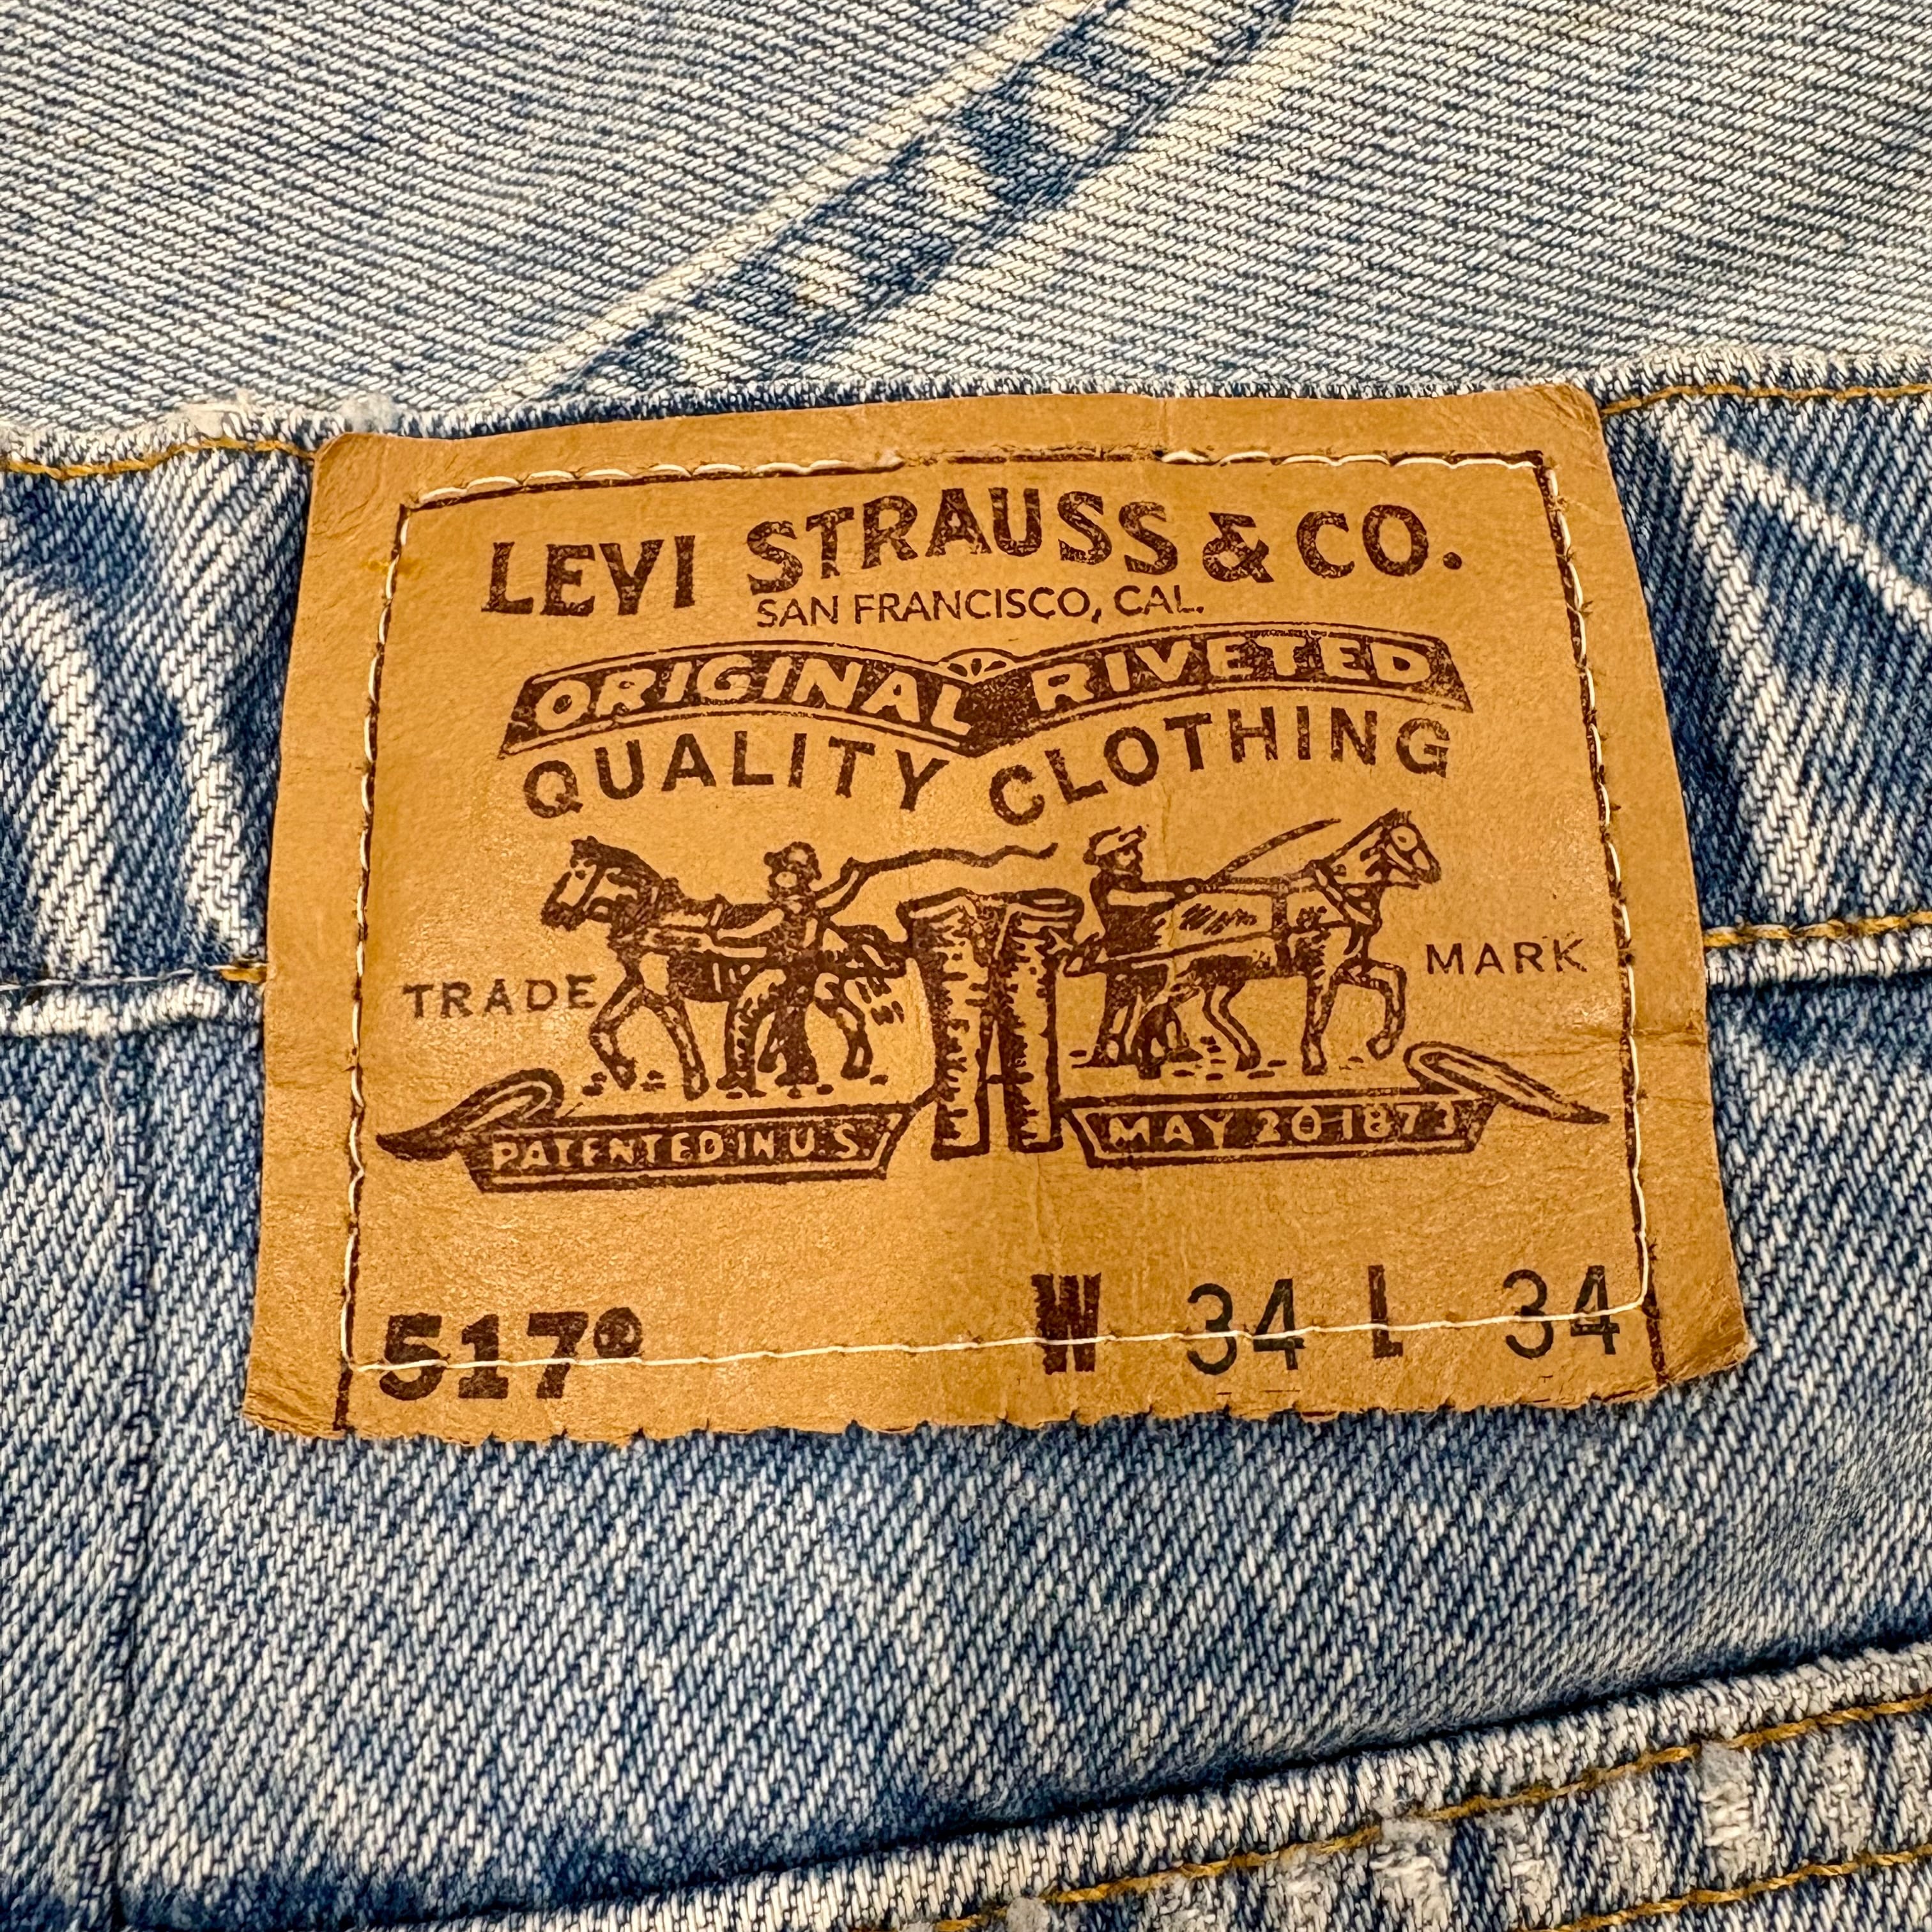 LEVI STRAUSS & CO.
SAN FRANCISCO, CAL.
ORIGINAL RIVETED
QUALITY CLOTHING
TRADE MARK
PATENTED IN U.S. MAY 20 1873
517® W 34 L 34